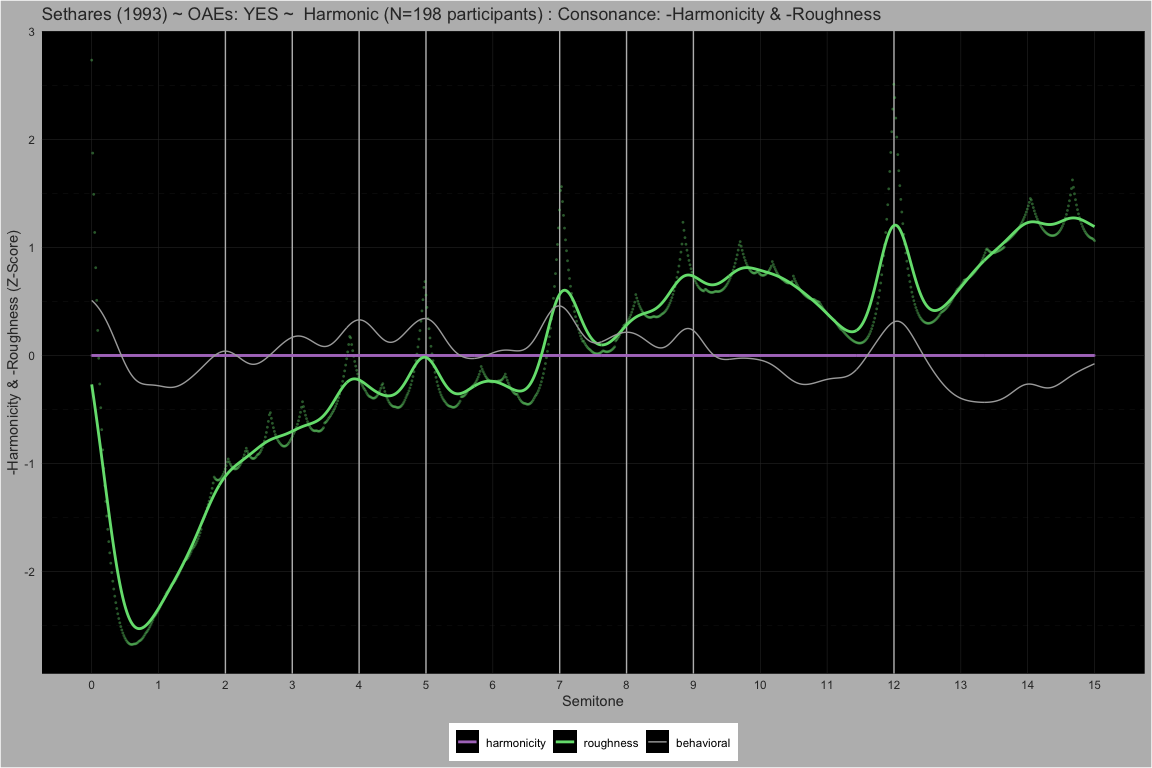 Sethares (1993) ~ OAEs: YES ~  Harmonic (N=198 participants) : Consonance: -Harmonicity & -Roughness
-Harmonicity & -Roughness (Z-Score)
3
2
1
0
-1
-2
0 1 2 3 4 5 6 7 8 9 10 11 12 13 14 15
Semitone
harmonicity roughness behavioral